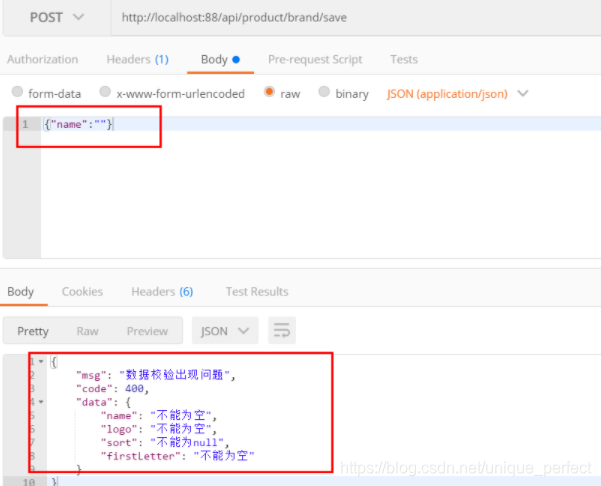 POST http://localhost:88/api/product/brand/save
Authorization Headers (1) Body Pre-request Script Tests
form-data x-www-form-urlencoded raw binary JSON (application/json)
1 {"name":""}
Body Cookies Headers (6) Test Results
Pretty Raw Preview JSON
1 {
2 "msg": "数据校验出现问题",
3 "code": 400,
4 "data": {
5 "name": "不能为空",
6 "logo": "不能为空",
7 "sort": "不能为null",
8 "firstLetter": "不能为空"
9 }
10 }
https://blog.csdn.net/unique_perfect